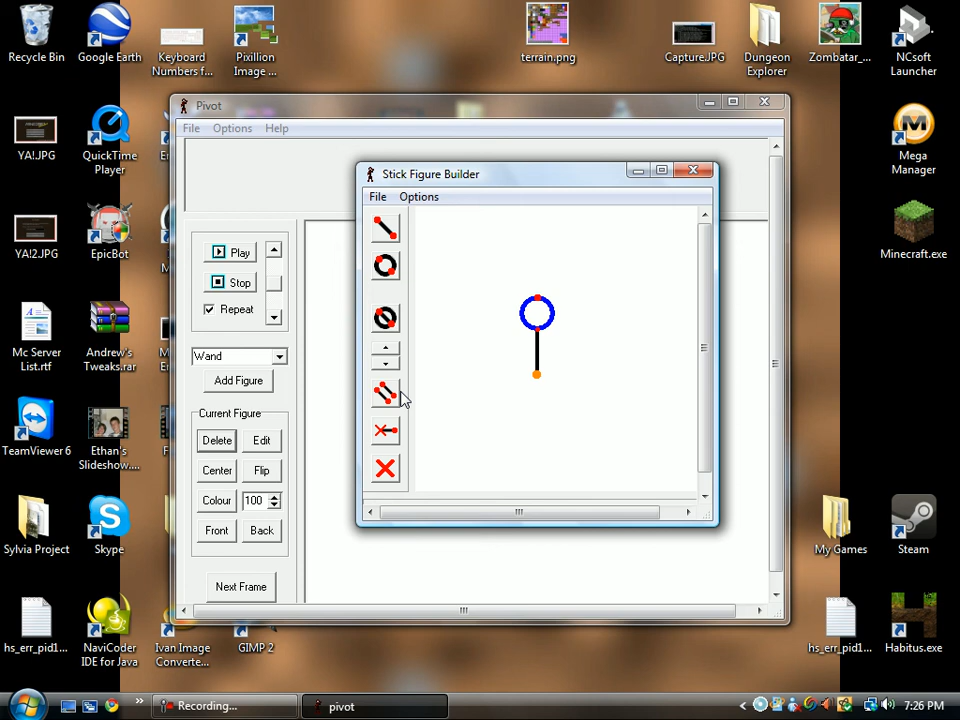 Recycle Bin
Google Earth
Keyboard
Numbers f...
Pixillion
Image ...
terrain.png
Capture.JPG
Dungeon
Explorer
Zombatar_...
NCsoft
Launcher
YA!.JPG
QuickTime
Player
Mega
Manager
YA!2.JPG
EpicBot
Minecraft.exe
Mc Server
List.rtf
Andrew's
Tweaks.rar
TeamViewer 6
Ethan's
Slideshow....
Sylvia Project
Skype
My Games
Steam
hs_err_pid1...
NaviCoder
IDE for Java
Ivan Image
Converte...
GIMP 2
hs_err_pid1...
Habitus.exe
Pivot
File Options Help
Play
Stop
Repeat
Wand
Add Figure
Current Figure
Delete Edit
Center Flip
Colour 100
Front Back
Next Frame
Stick Figure Builder
File Options
Recording...
pivot
7:26 PM